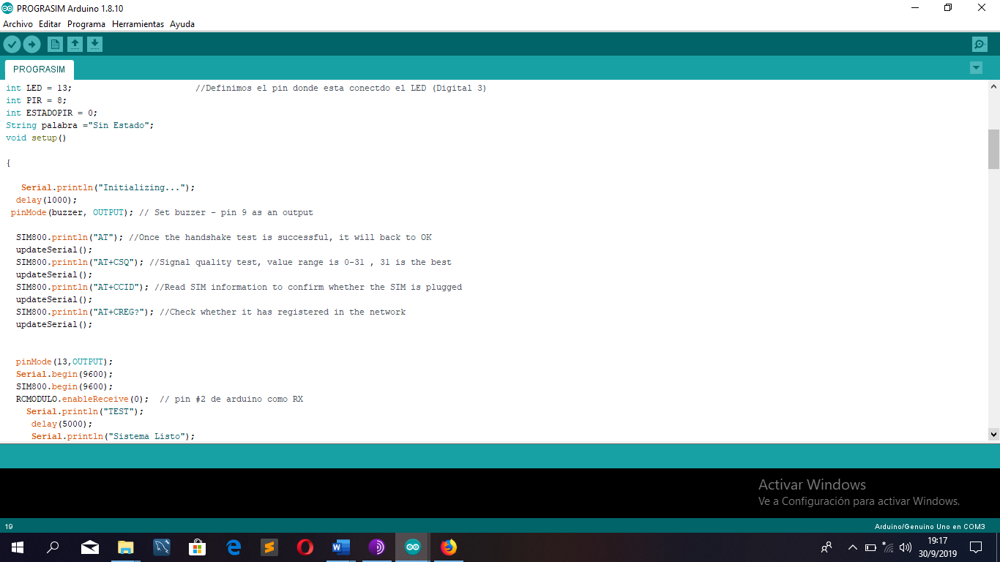 PROGRASIM Arduino 1.8.10
Archivo Editar Programa Herramientas Ayuda
PROGRASIM
int LED = 13; //Definimos el pin donde esta conectdo el LED (Digital 3)
int PIR = 8;
int ESTADOPIR = 0;
String palabra ="Sin Estado";
void setup()
{
Serial.println("Initializing...");
delay(1000);
pinMode(buzzer, OUTPUT); // Set buzzer - pin 9 as an output
SIM800.println("AT"); //Once the handshake test is successful, it will back to OK
updateSerial();
SIM800.println("AT+CSQ"); //Signal quality test, value range is 0-31 , 31 is the best
updateSerial();
SIM800.println("AT+CCID"); //Read SIM information to confirm whether the SIM is plugged
updateSerial();
SIM800.println("AT+CREG?"); //Check whether it has registered in the network
updateSerial();
pinMode(13,OUTPUT);
Serial.begin(9600);
SIM800.begin(9600);
RCMODULO.enableReceive(0); // pin #2 de arduino como RX
Serial.println("TEST");
delay(5000);
Serial.println("Sistema Listo");
Activar Windows
Ve a Configuración para activar Windows.
19 Arduino/Genuino Uno en COM3
19:17
30/9/2019